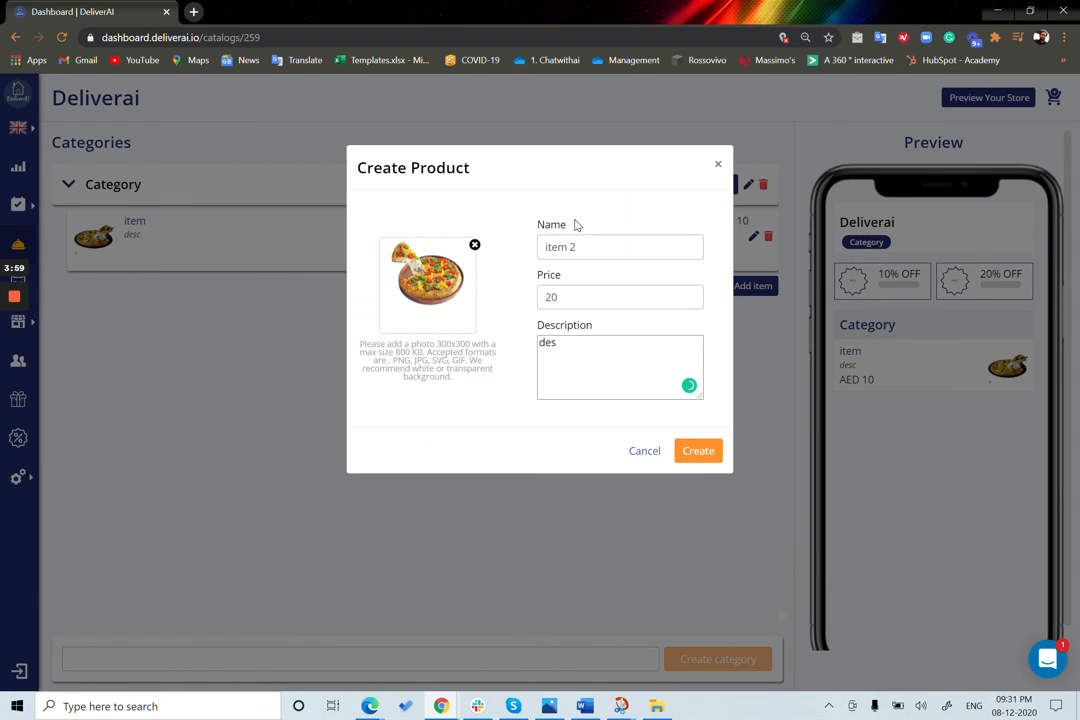 Dashboard | DeliverAI
dashboard.deliverai.io/catalogs/259
Apps Gmail YouTube Maps News Translate Templates.xlsx - Mi... COVID-19 1. Chatwithai Management Rossovivo Massimo's A 360 ° interactive HubSpot - Academy
9+
DeliverAI
Deliverai
Preview Your Store
Categories
Category
item
desc
10
Add item
3:59
Create Product
Name
item 2
Price
20
Description
des
Please add a photo 300x300 with a
max size 800 KB. Accepted formats
are . PNG, JPG, SVG, GIF. We
recommend white or transparent
background.
Cancel
Create
Create category
Preview
Deliverai
Category
10% OFF
20% OFF
Category
item
desc
AED 10
1
Type here to search
ENG
09:31 PM
08-12-2020